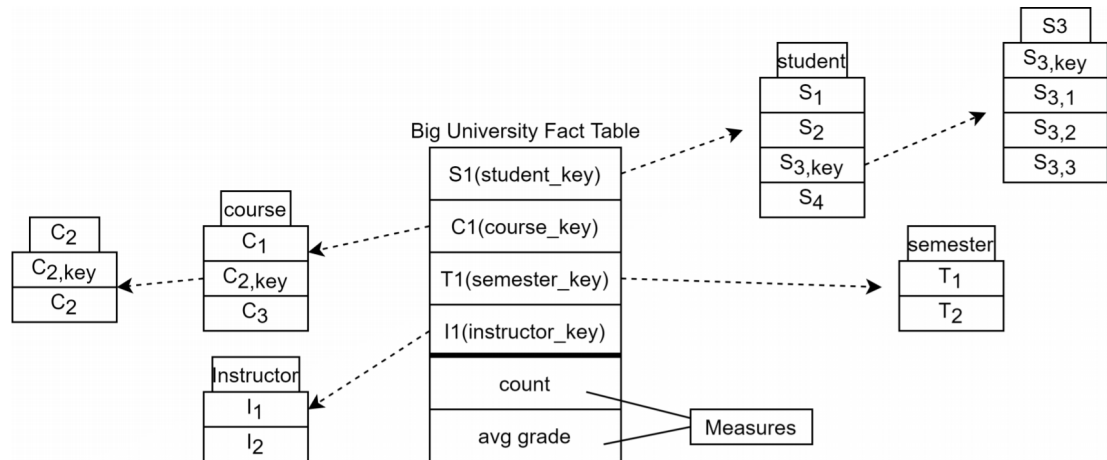 Big University Fact Table
S1(student_key)
C1(course_key)
T1(semester_key)
I1(instructor_key)
count
avg grade
Measures
student
S1
S2
S3,key
S4
S3
S3,key
S3,1
S3,2
S3,3
semester
T1
T2
course
C1
C2,key
C3
C2
C2,key
C2
Instructor
I1
I2